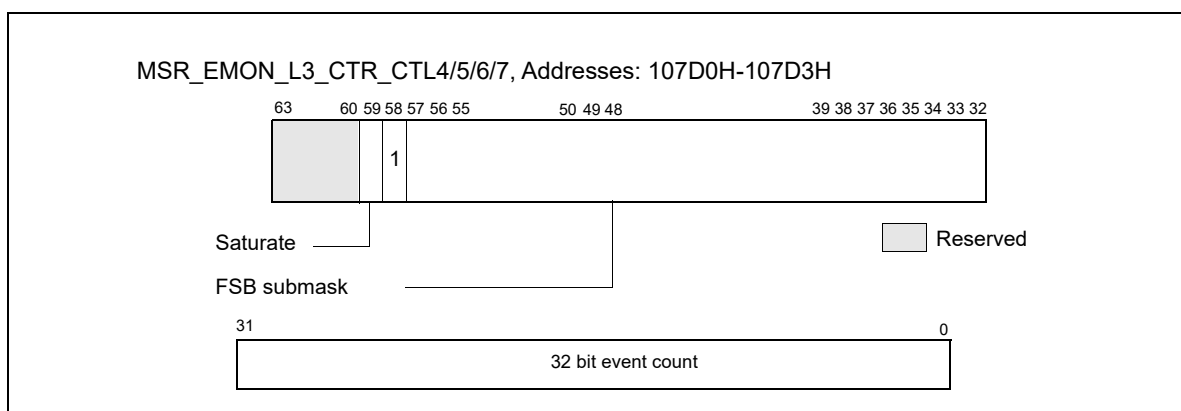 MSR_EMON_L3_CTR_CTL4/5/6/7, Addresses: 107D0H-107D3H
63 60 59 58 57 56 55 50 49 48 39 38 37 36 35 34 33 32
1
Saturate
Reserved
FSB submask
31 0
32 bit event count